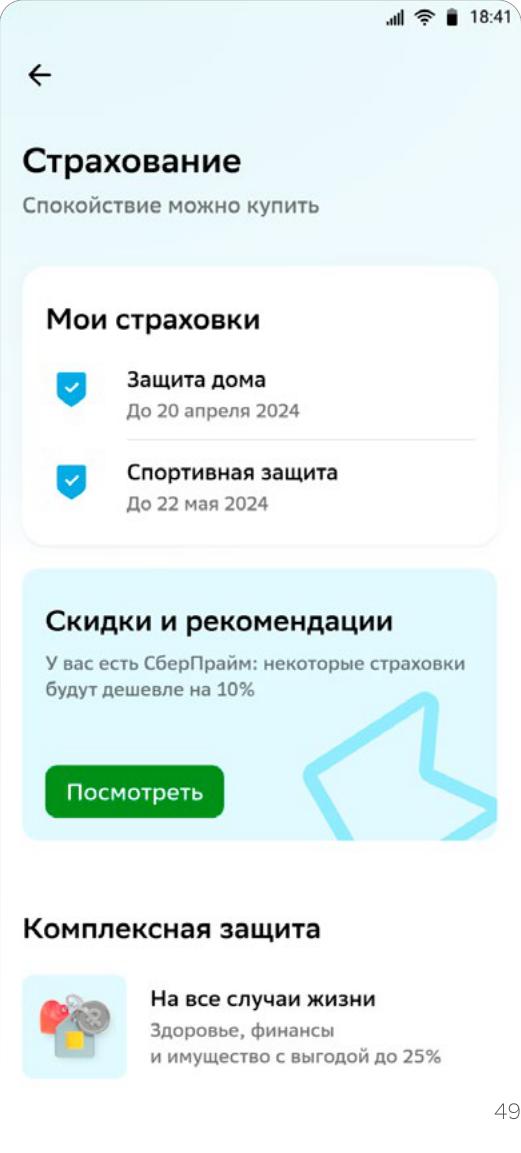 18:41
Страхование
Спокойствие можно купить
Мои страховки
Защита дома
До 20 апреля 2024
Спортивная защита
До 22 мая 2024
Скидки и рекомендации
У вас есть СберПрайм: некоторые страховки
будут дешевле на 10%
Посмотреть
Комплексная защита
На все случаи жизни
Здоровье, финансы
и имущество с выгодой до 25%
49